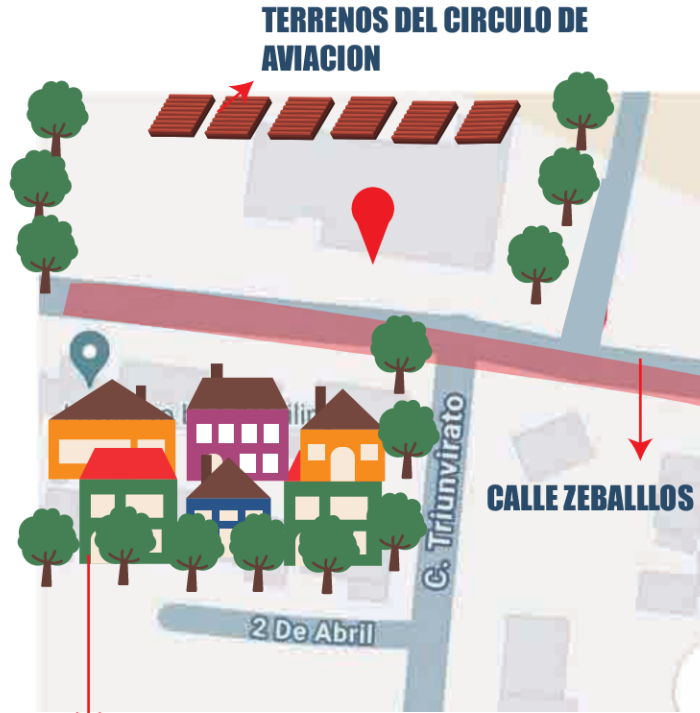 TERRENOS DEL CIRCULO DE
AVIACION
C. Triunvirato
CALLE ZEBALLLOS
2 De Abril